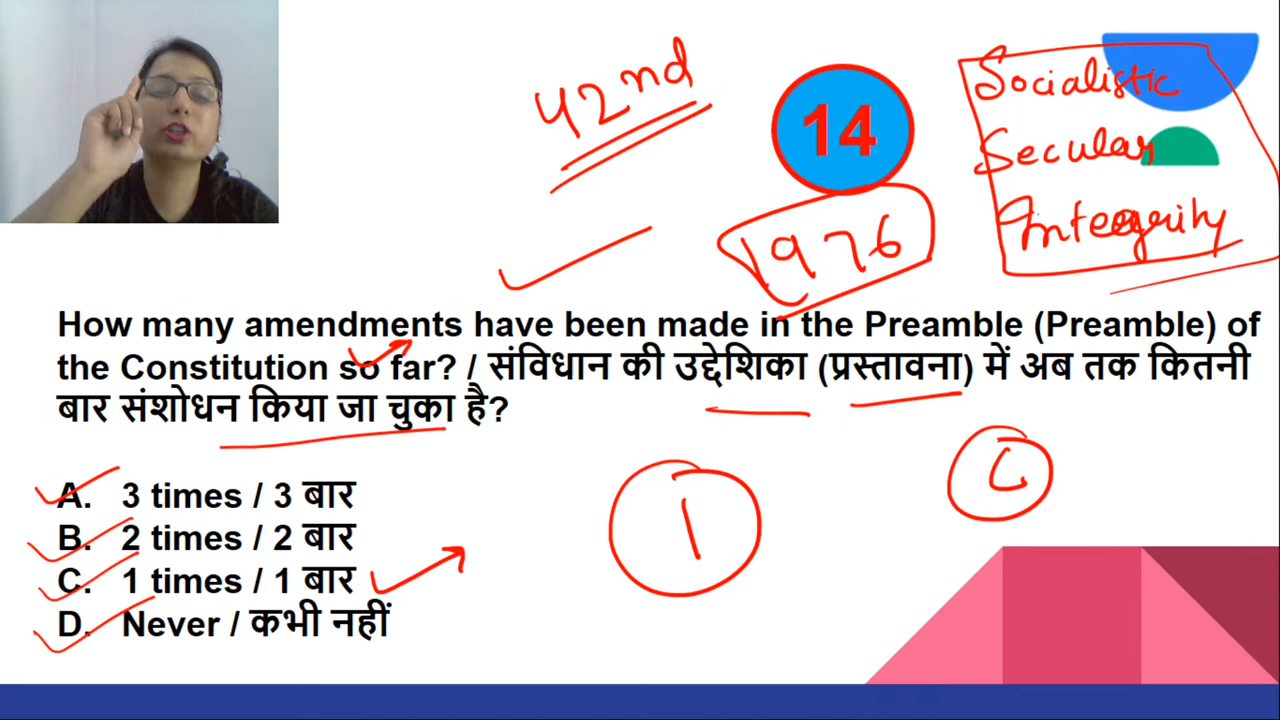 42nd
14
1976
Socialistic
Secular
Integrity
How many amendments have been made in the Preamble (Preamble) of
the Constitution so far? / संविधान की उद्देशिका (प्रस्तावना) में अब तक कितनी
बार संशोधन किया जा चुका है?
A. 3 times / 3 बार
B. 2 times / 2 बार
C. 1 times / 1 बार
D. Never / कभी नहीं
1